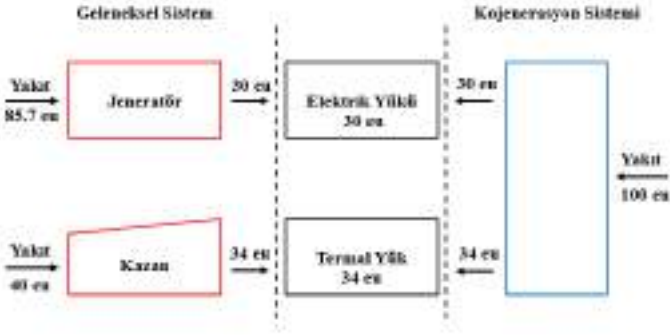 Geleneksel Sistem
Kojenerasyon Sistemi
Yakıt
85.7 eu
Jeneratör
30 eu
Elektrik Yükü
30 eu
30 eu
Yakıt
100 eu
Yakıt
40 eu
Kazan
34 eu
Termal Yük
34 eu
34 eu